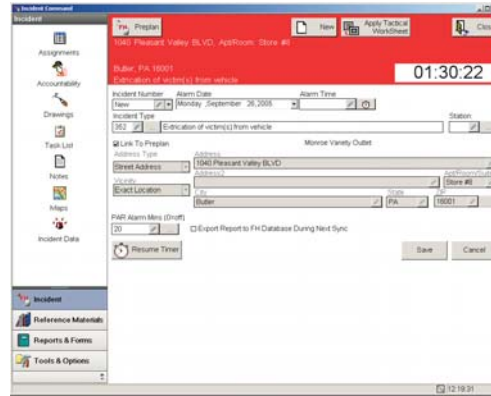 Incident Command
Incident
Assignments
Accountability
Drawings
Task List
Notes
Maps
Incident Data
Incident
Reference Materials
Reports & Forms
Tools & Options
Preplan
New
Apply Tactical
WorkSheet
Clos
1040 Pleasant Valley BLVD, Apt/Room: Store #8
Butler, PA 16001
Extrication of victim(s) from vehicle
01:30:22
Incident Number Alarm Date Alarm Time
New Monday ,September 26,2005
Incident Type Station
352 Extrication of victim(s) from vehicle
Link To Preplan Monroe Variety Outlet
Address Type Address
Street Address 1040 Pleasant Valley BLVD
Address2 Apt/Room/Suit
Vicinity Store #8
Exact Location City State ZIP
Butler PA 16001
PAR Alarm Mins (0=off)
20 Export Report to FH Database During Next Sync
Resume Timer Save Cancel
12:19:31